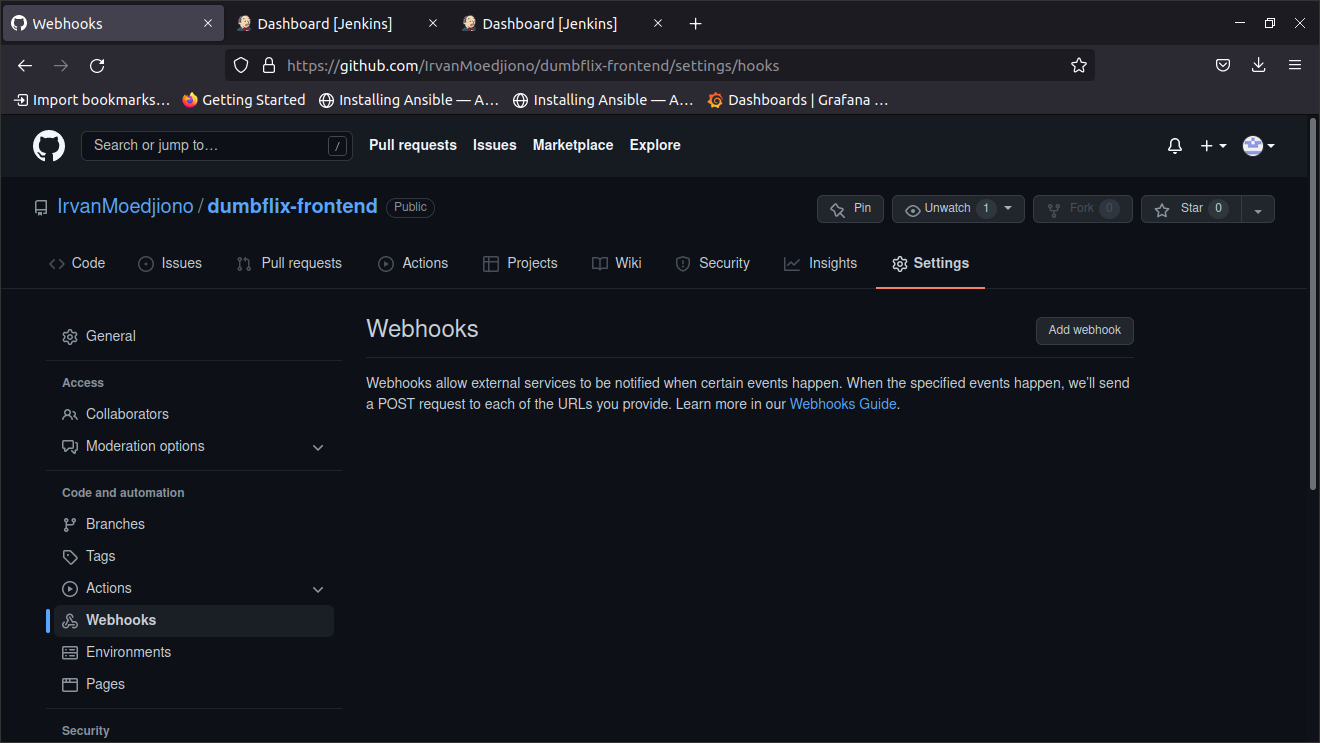 Webhooks
Dashboard [Jenkins]
Dashboard [Jenkins]
https://github.com/IrvanMoedjiono/dumbflix-frontend/settings/hooks
Import bookmarks… Getting Started Installing Ansible — A… Installing Ansible — A… Dashboards | Grafana …
Search or jump to… / Pull requests Issues Marketplace Explore
IrvanMoedjiono / dumbflix-frontend Public Pin Unwatch 1 Fork 0 Star 0
Code Issues Pull requests Actions Projects Wiki Security Insights Settings
General
Access
Collaborators
Moderation options
Code and automation
Branches
Tags
Actions
Webhooks
Environments
Pages
Security
Webhooks
Add webhook
Webhooks allow external services to be notified when certain events happen. When the specified events happen, we'll send
a POST request to each of the URLs you provide. Learn more in our Webhooks Guide.